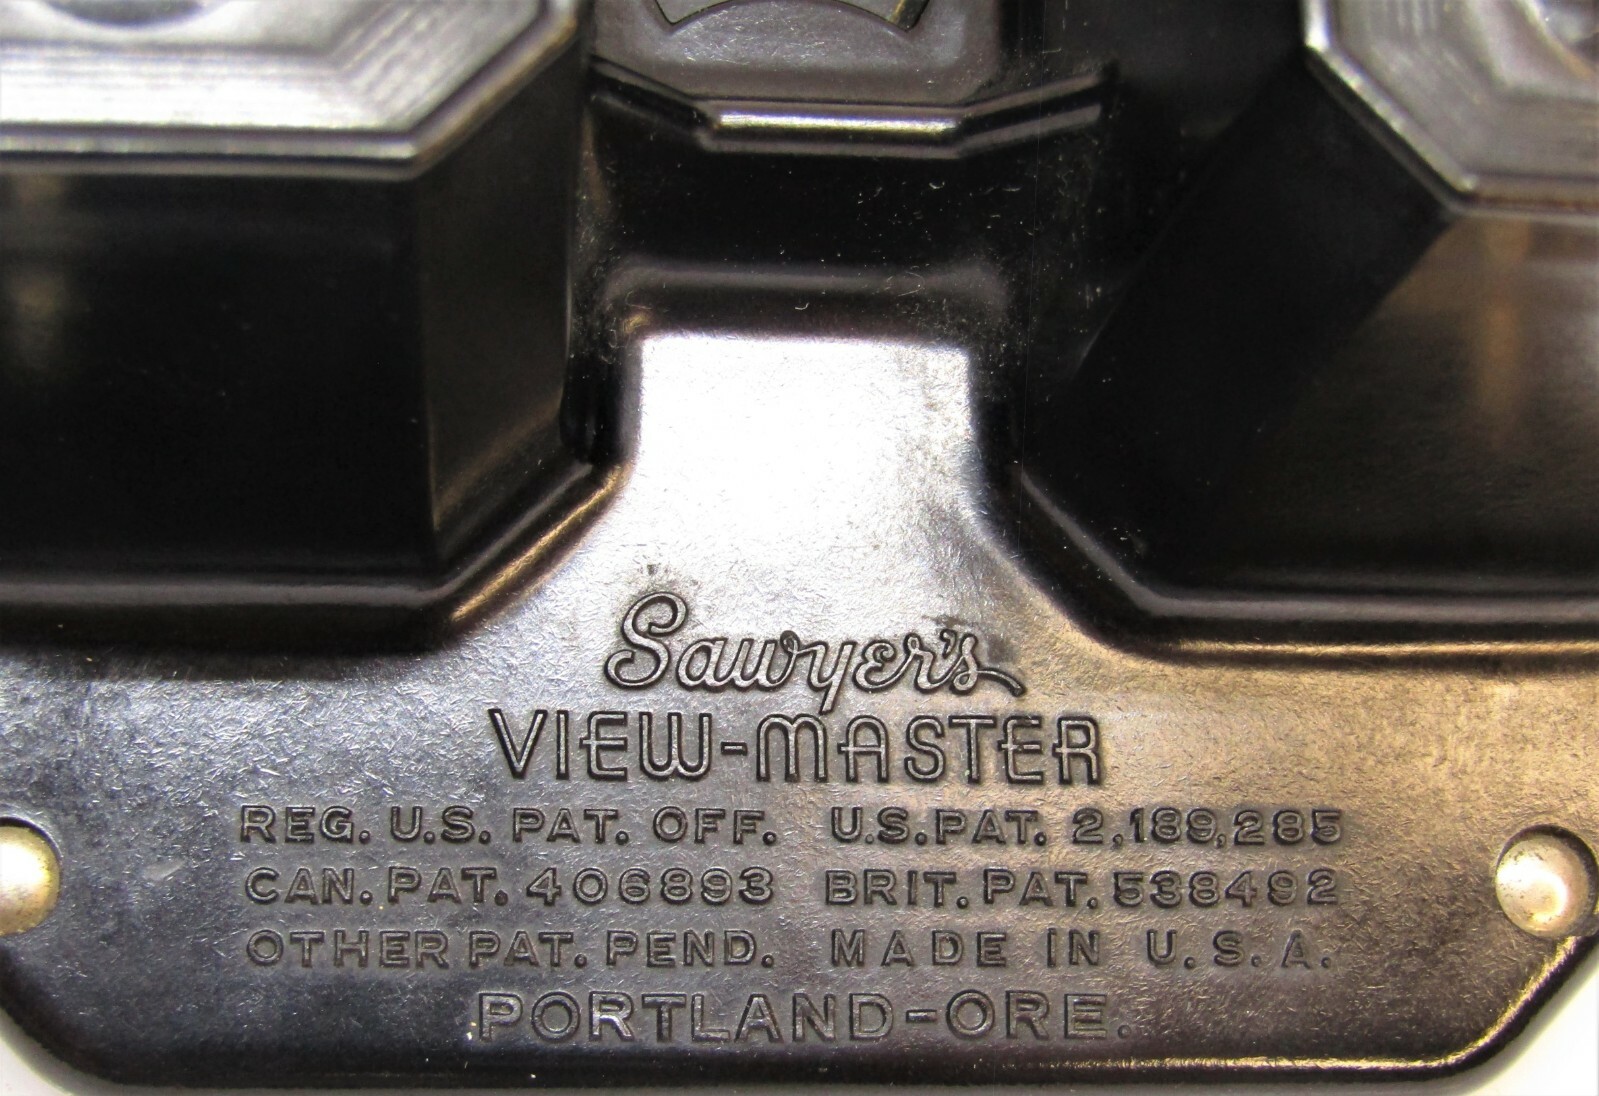 Sawyer's
VIEW-MASTER
REG. U.S. PAT. OFF. U.S.PAT. 2,189,285
CAN. PAT. 406893 BRIT. PAT. 538492
OTHER PAT. PEND. MADE IN U.S.A.
PORTLAND-ORE.